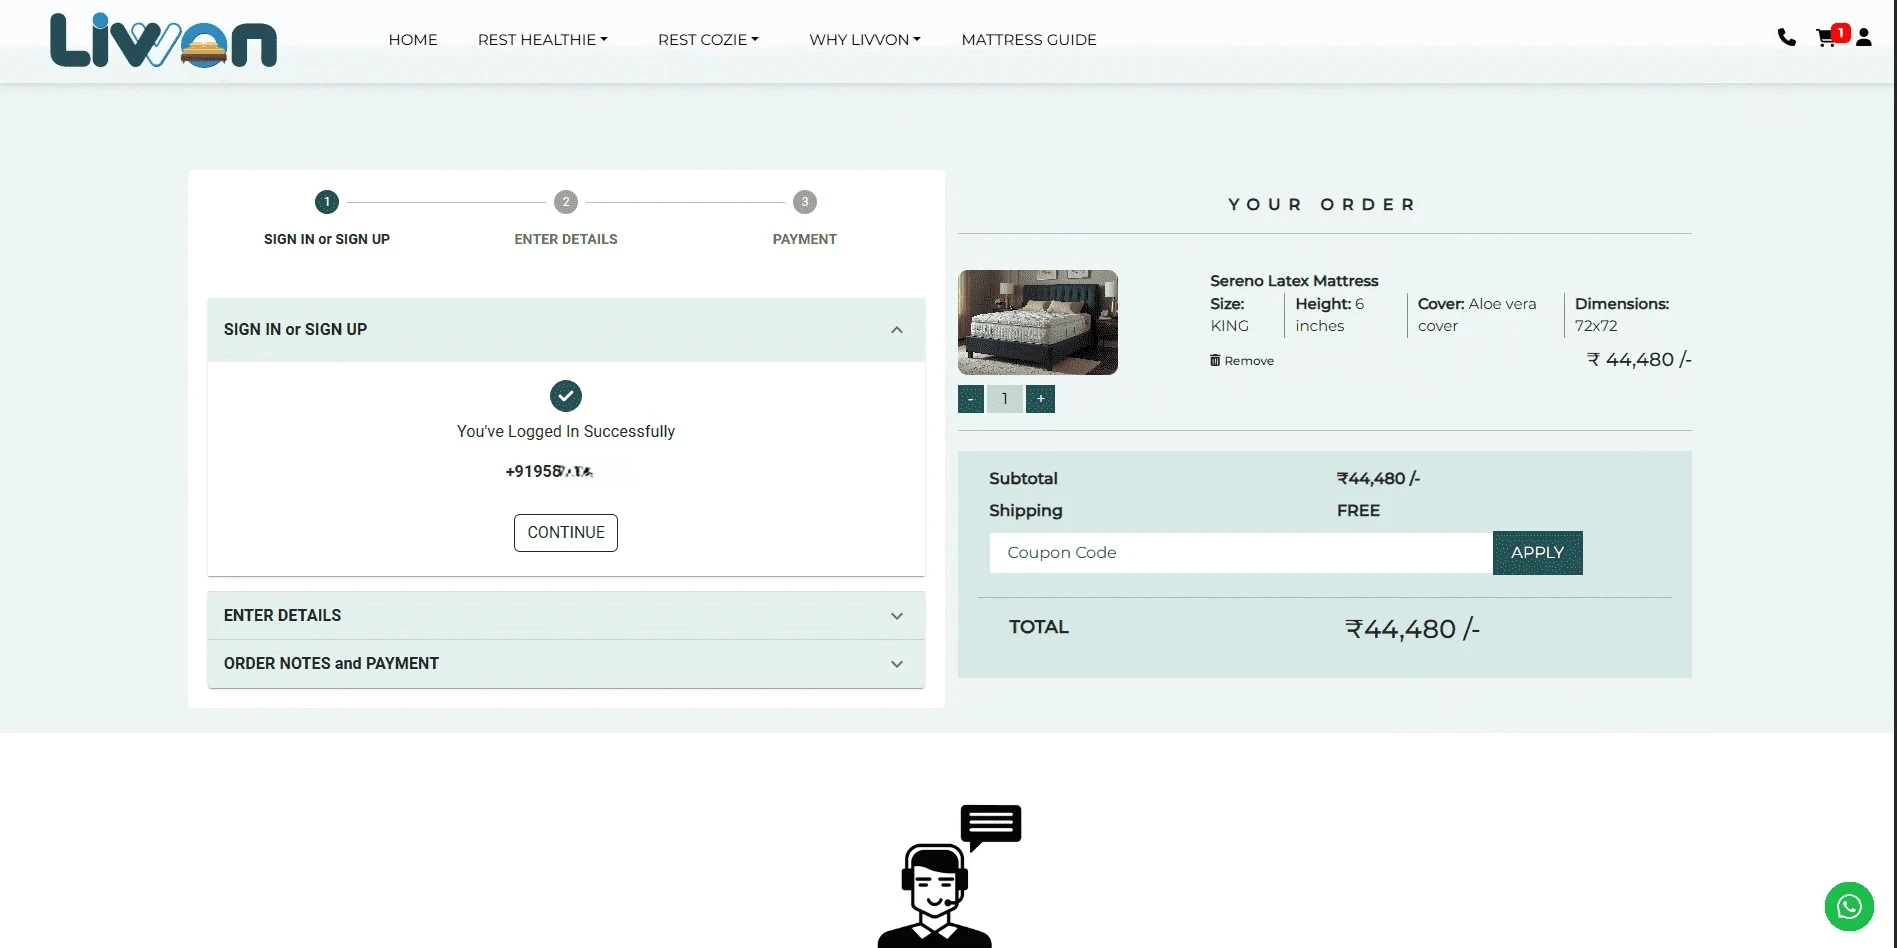 Livvon
HOME REST HEALTHIE REST COZIE WHY LIVVON MATTRESS GUIDE
1
1 2 3
SIGN IN or SIGN UP ENTER DETAILS PAYMENT
SIGN IN or SIGN UP
You've Logged In Successfully
+91958
CONTINUE
ENTER DETAILS
ORDER NOTES and PAYMENT
YOUR ORDER
Sereno Latex Mattress
Size: KING
Height: 6 inches
Cover: Aloe vera cover
Dimensions: 72x72
Remove ₹ 44,480 /-
- 1 +
Subtotal ₹44,480 /-
Shipping FREE
Coupon Code APPLY
TOTAL ₹44,480 /-